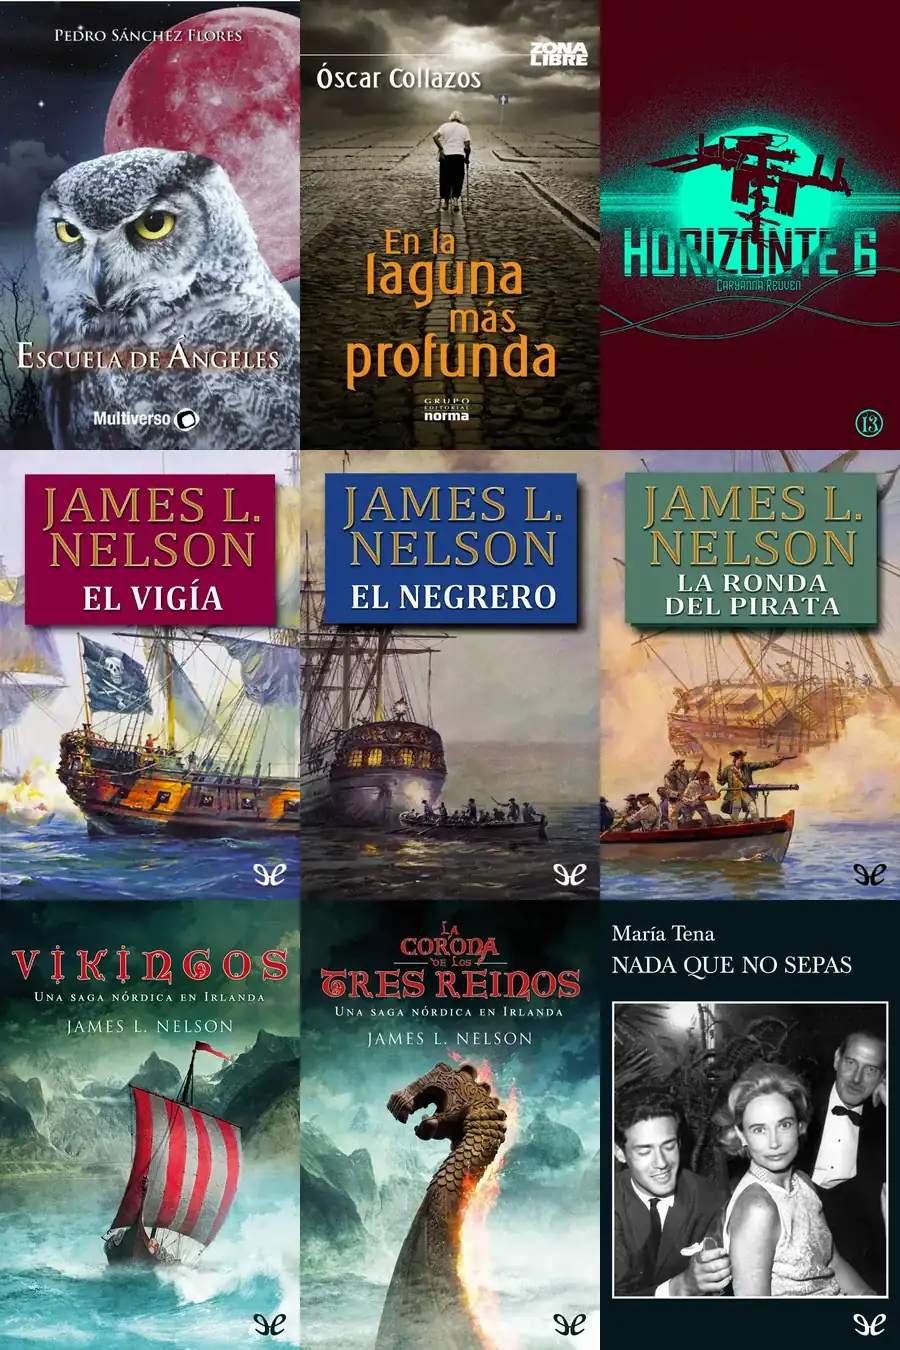 PEDRO SÁNCHEZ FLORES
ESCUELA DE ÁNGELES
Multiverso
ZONA
LIBRE
Óscar Collazos
En la
laguna
más
profunda
GRUPO
EDITORIAL
norma
HORIZONTE 6
CARYANNA REUVEN
13
JAMES L.
NELSON
EL VIGÍA
JAMES L.
NELSON
EL NEGRERO
JAMES L.
NELSON
LA RONDA
DEL PIRATA
VIKINGOS
UNA SAGA NÓRDICA EN IRLANDA
JAMES L. NELSON
LA
CORONA
DE LOS
TRES REINOS
UNA SAGA NÓRDICA EN IRLANDA
JAMES L. NELSON
María Tena
NADA QUE NO SEPAS